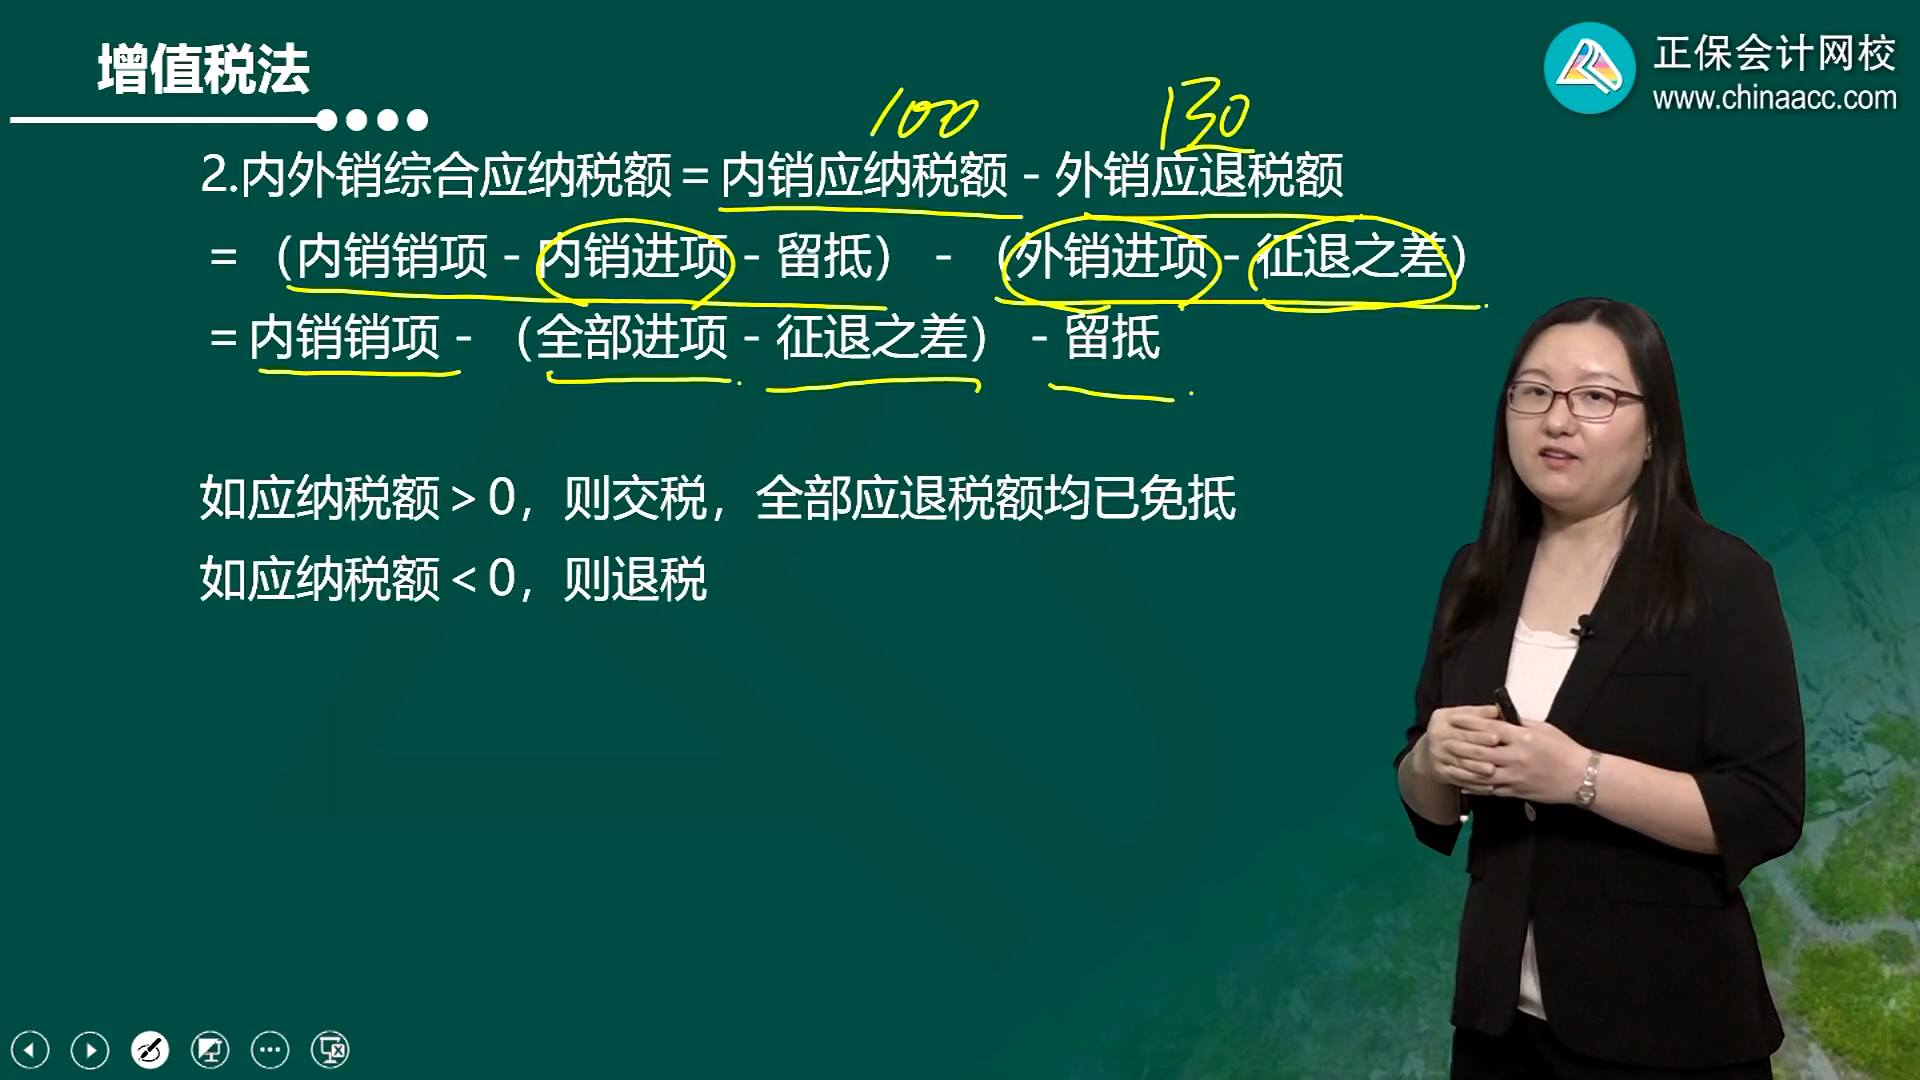 增值税法
正保会计网校
www.chinaacc.com
100
130
2.内外销综合应纳税额＝内销应纳税额－外销应退税额
＝（内销销项－内销进项－留抵）－（外销进项－征退之差）
＝内销销项－（全部进项－征退之差）－留抵
如应纳税额＞0，则交税，全部应退税额均已免抵
如应纳税额＜0，则退税